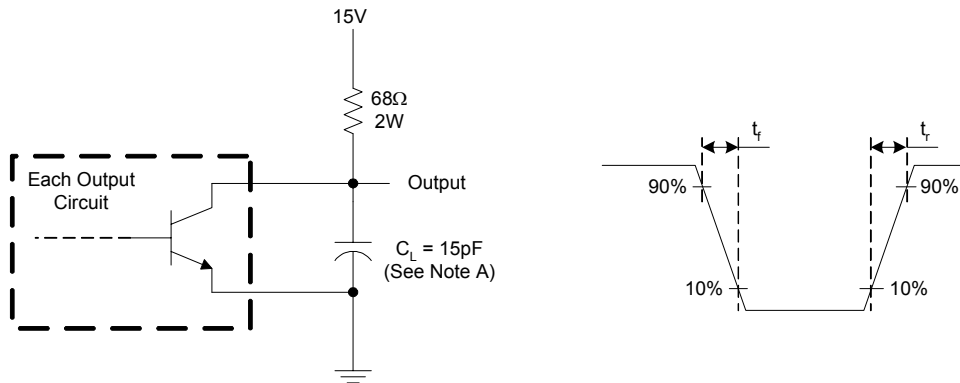 15V
68Ω
2W
Each Output
Circuit
Output
C_L = 15pF
(See Note A)
t_f
t_r
90%
90%
10%
10%